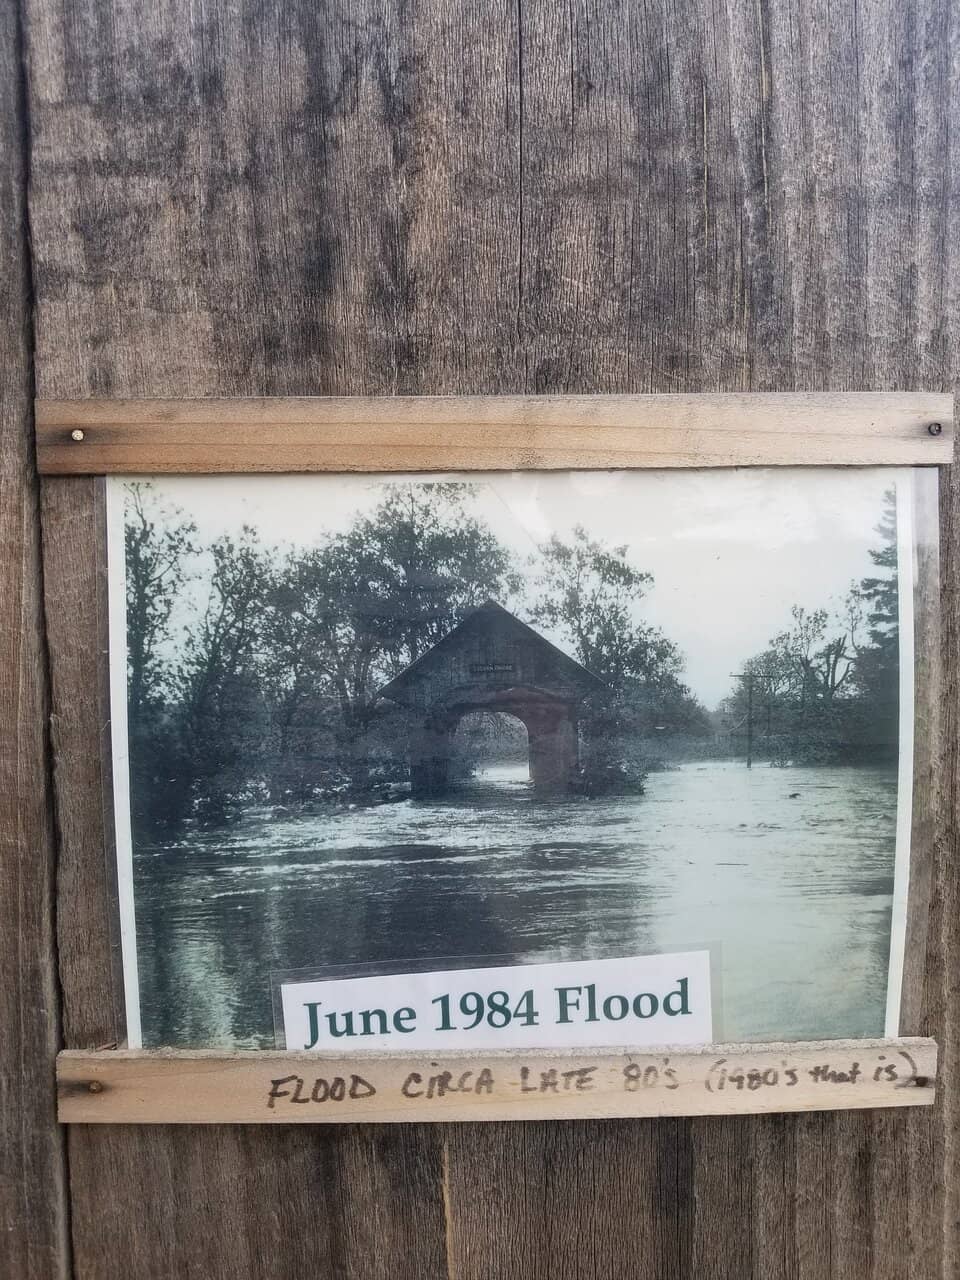 June 1984 Flood
FLOOD CIRCA LATE 80's (1980's that is)